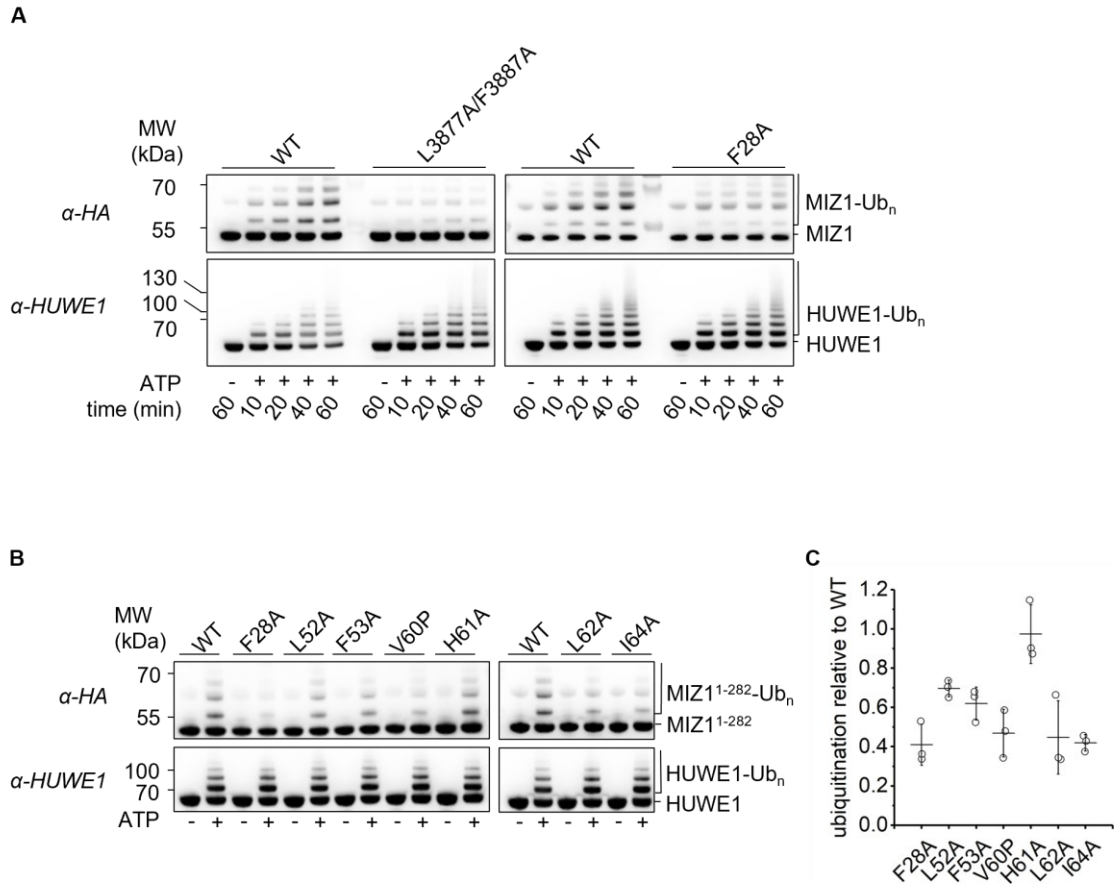 A
MW
(kDa)
WT
L3877A/F3887A
WT
F28A
α-HA
70
55
MIZ1-Ubₙ
MIZ1
α-HUWE1
130
100
70
HUWE1-Ubₙ
HUWE1
ATP - + + + + - + + + + - + + + + - + + + +
time (min) 60 10 20 40 60 60 10 20 40 60 60 10 20 40 60 60 10 20 40 60
B
MW
(kDa)
WT F28A L52A F53A V60P H61A WT L62A I64A
α-HA
70
55
MIZ1¹⁻²⁸²-Ubₙ
MIZ1¹⁻²⁸²
α-HUWE1
100
70
HUWE1-Ubₙ
HUWE1
ATP - + - + - + - + - + - + - + - + - +
C
ubiquitination relative to WT
1.2
1.0
0.8
0.6
0.4
0.2
0.0
F28A L52A F53A V60P H61A L62A I64A